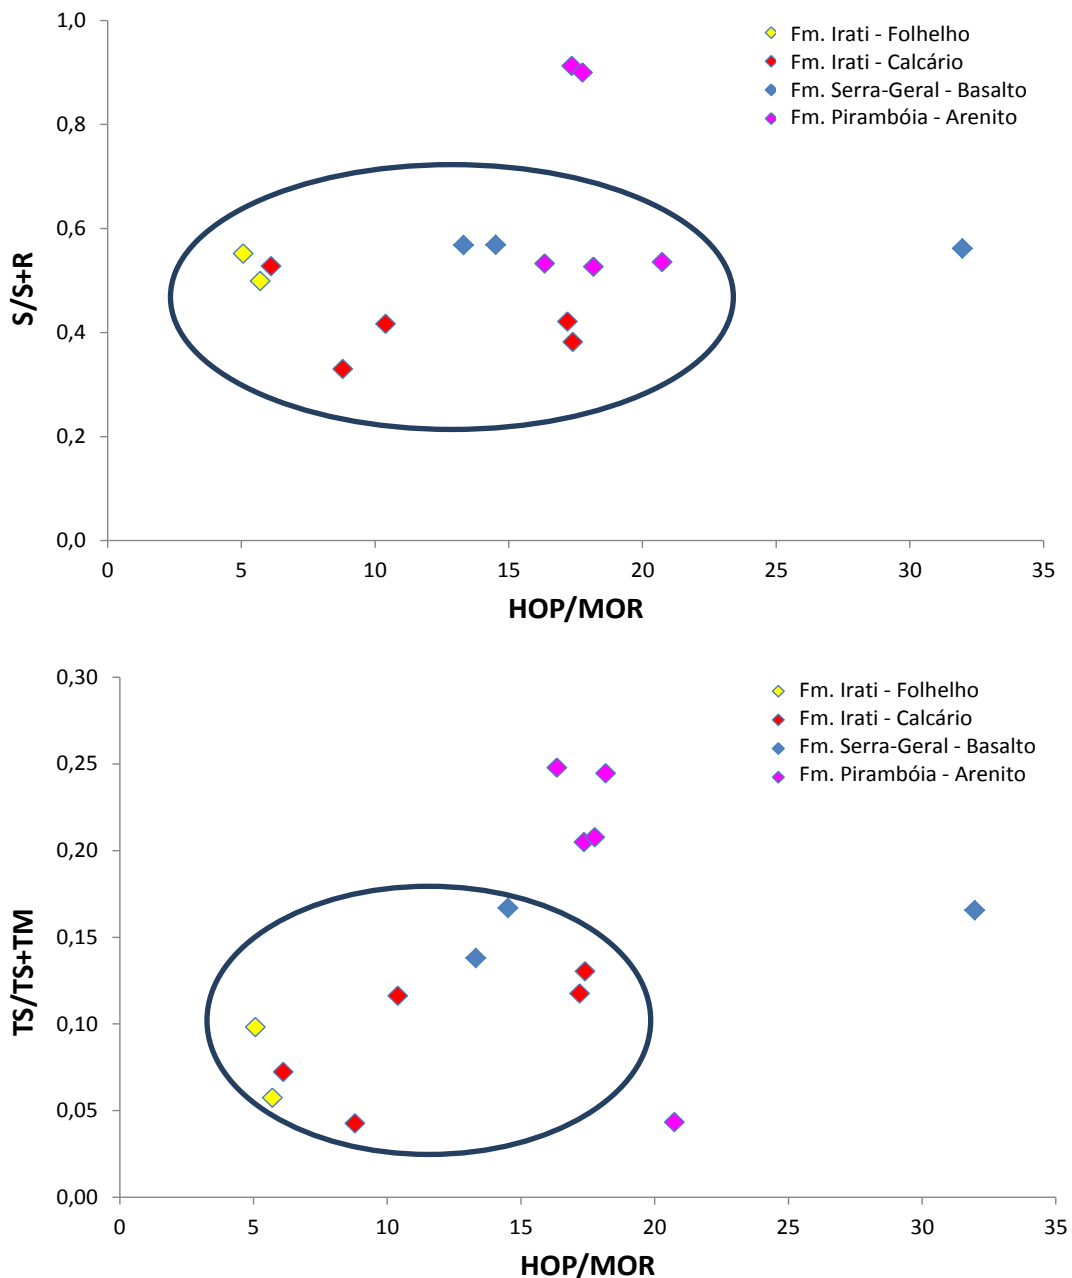 1,0
0,8
0,6
0,4
0,2
0,0
S/S+R
Fm. Irati - Folhelho
Fm. Irati - Calcário
Fm. Serra-Geral - Basalto
Fm. Pirambóia - Arenito
0 5 10 15 20 25 30 35
HOP/MOR
0,30
0,25
0,20
0,15
0,10
0,05
0,00
TS/TS+TM
Fm. Irati - Folhelho
Fm. Irati - Calcário
Fm. Serra-Geral - Basalto
Fm. Pirambóia - Arenito
0 5 10 15 20 25 30 35
HOP/MOR